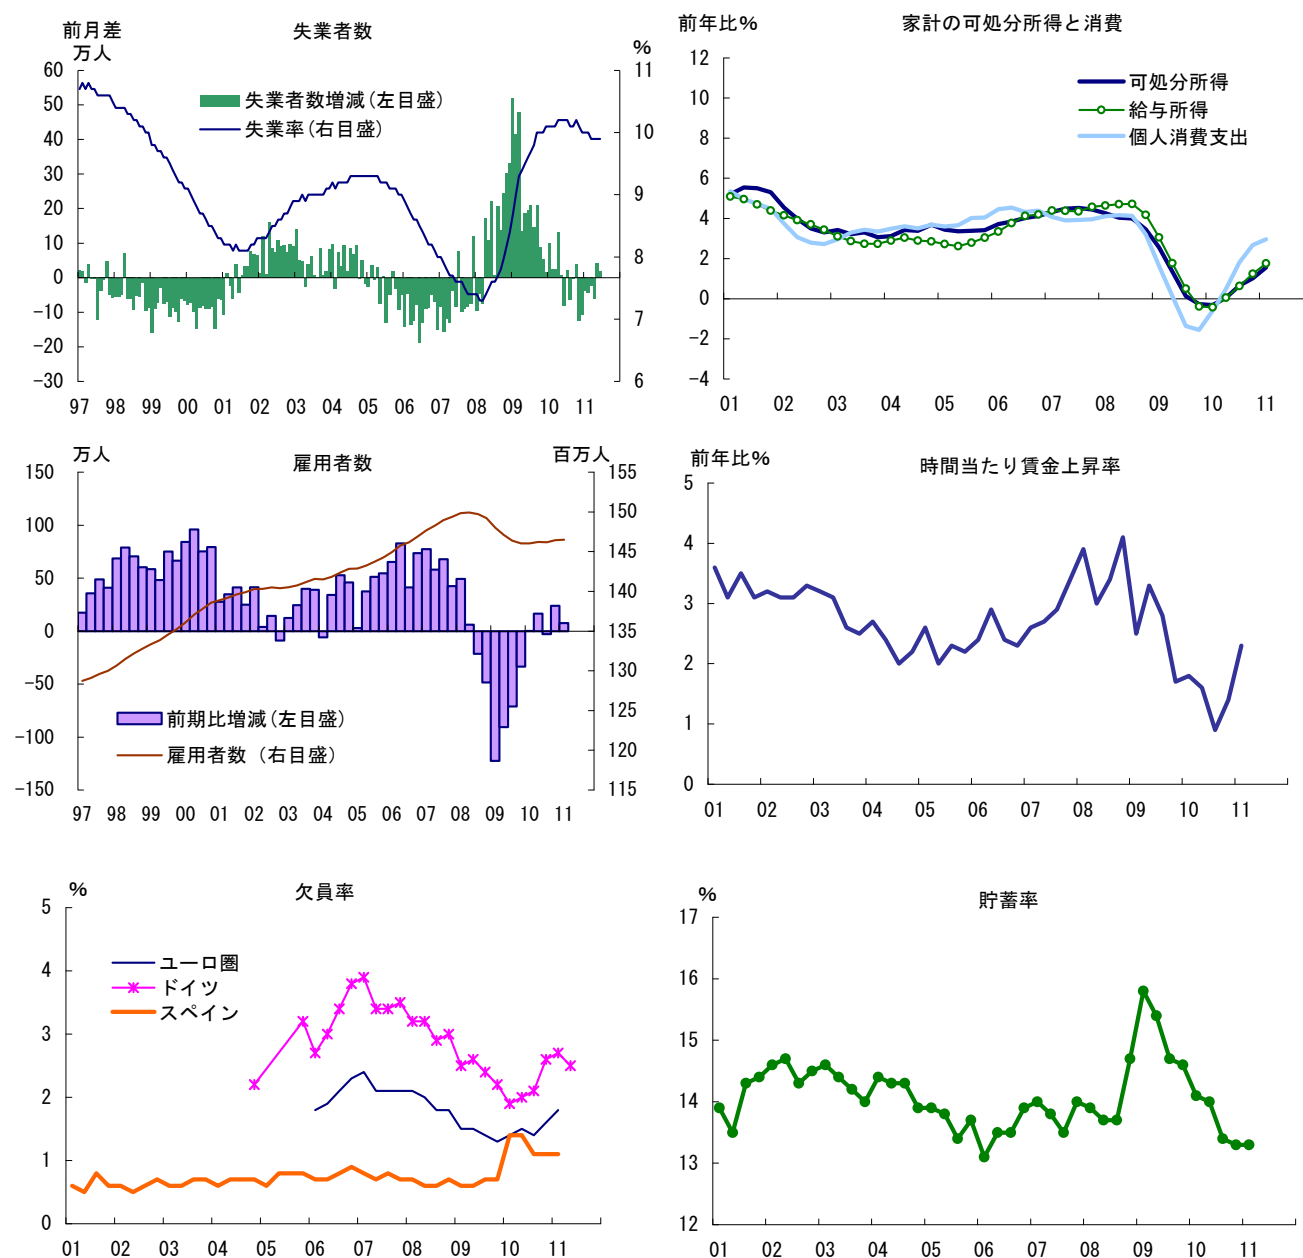 前月差
万人
失業者数
%
60
50
40
30
20
10
0
-10
-20
-30
11
10
9
8
7
6
失業者数増減(左目盛)
失業率(右目盛)
97 98 99 00 01 02 03 04 05 06 07 08 09 10 11
前年比%
家計の可処分所得と消費
12
10
8
6
4
2
0
-2
-4
可処分所得
給与所得
個人消費支出
01 02 03 04 05 06 07 08 09 10 11
万人
雇用者数
百万人
150
100
50
0
-50
-100
-150
155
150
145
140
135
130
125
120
115
前期比増減(左目盛)
雇用者数 (右目盛)
97 98 99 00 01 02 03 04 05 06 07 08 09 10 11
前年比%
時間当たり賃金上昇率
5
4
3
2
1
0
01 02 03 04 05 06 07 08 09 10 11
%
欠員率
5
4
3
2
1
0
ユーロ圏
ドイツ
スペイン
01 02 03 04 05 06 07 08 09 10 11
%
貯蓄率
17
16
15
14
13
12
01 02 03 04 05 06 07 08 09 10 11